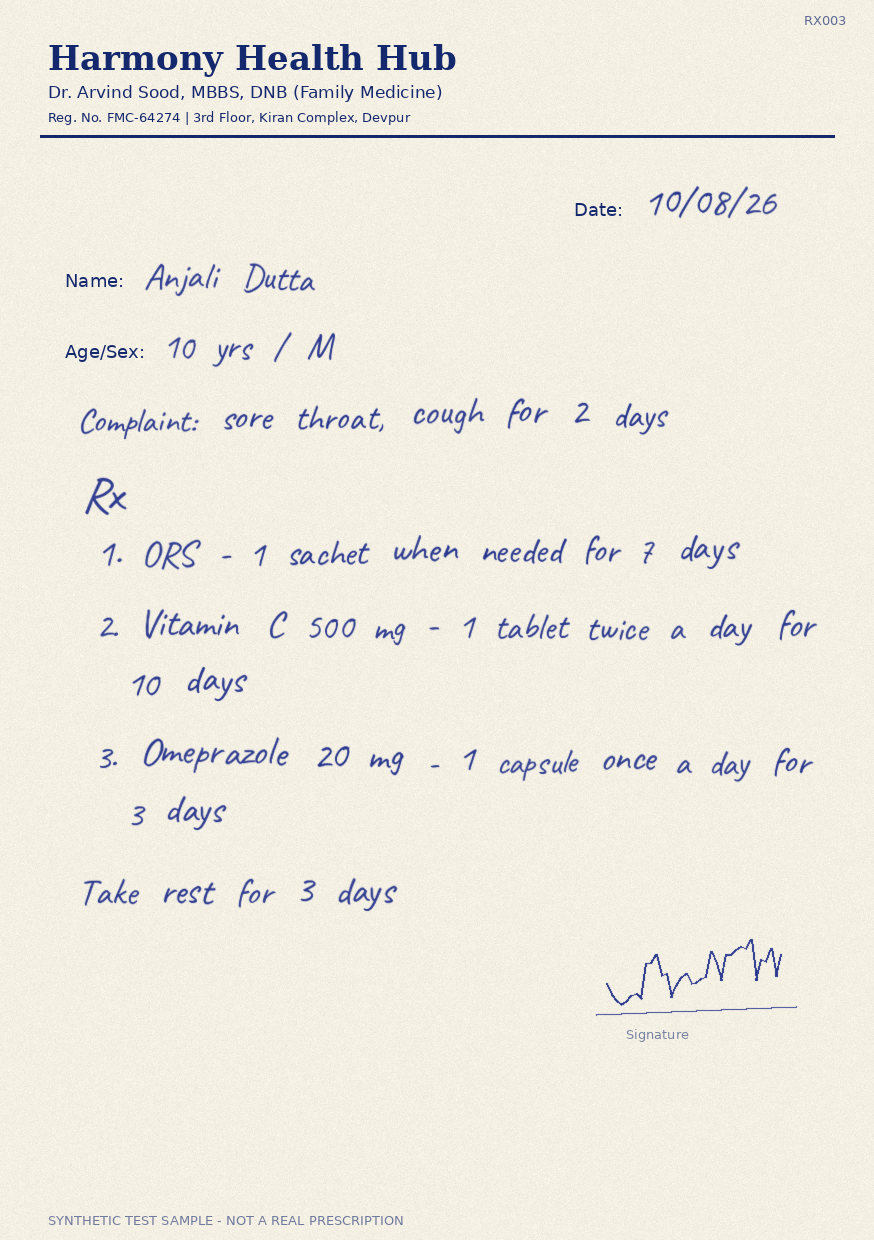 RX003
Harmony Health Hub
Dr. Arvind Sood, MBBS, DNB (Family Medicine)
Reg. No. FMC-64274 | 3rd Floor, Kiran Complex, Devpur
Date: 10/08/26
Name: Anjali Dutta
Age/Sex: 10 yrs / M
Complaint: sore throat, cough for 2 days
Rx
1. ORS - 1 sachet when needed for 7 days
2. Vitamin C 500 mg - 1 tablet twice a day for
10 days
3. Omeprazole 20 mg - 1 capsule once a day for
3 days
Take rest for 3 days
Signature
SYNTHETIC TEST SAMPLE - NOT A REAL PRESCRIPTION